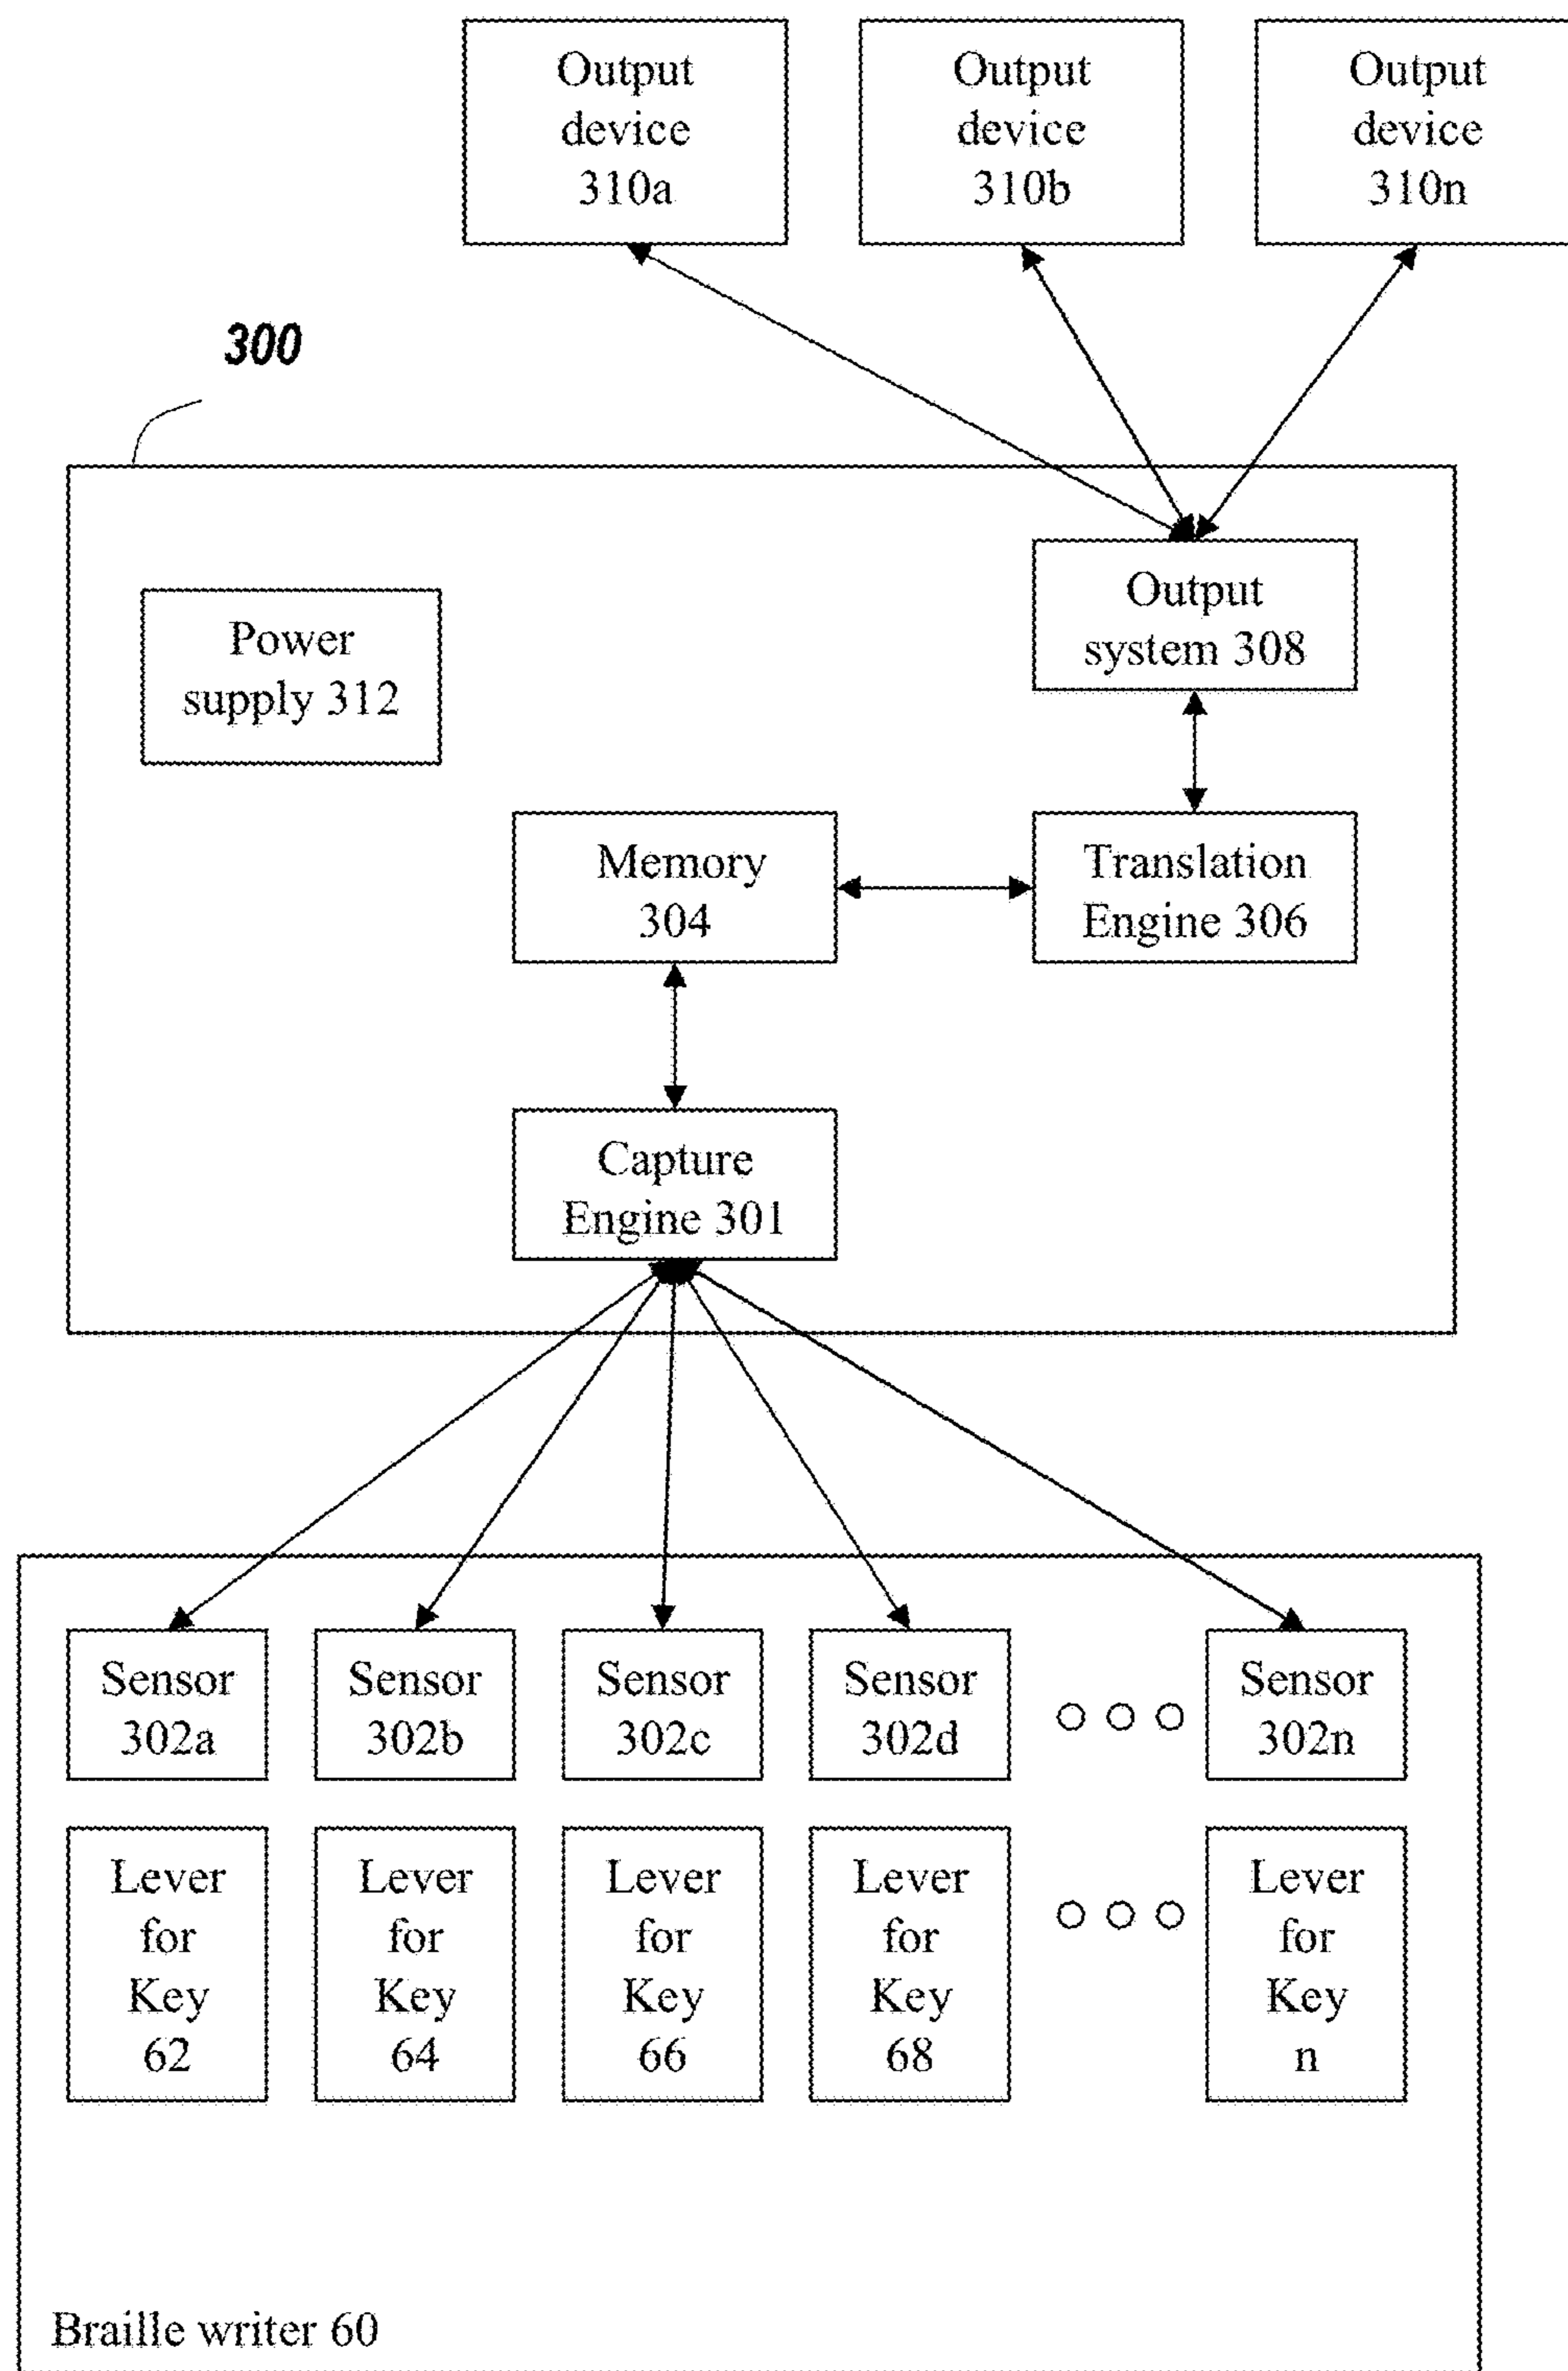 Output
device
310a
Output
device
310b
Output
device
310n
300
Output
system 308
Power
supply 312
Memory
304
Translation
Engine 306
Capture
Engine 301
Sensor
302a
Sensor
302b
Sensor
302c
Sensor
302d
Sensor
302n
Lever
for
Key
62
Lever
for
Key
64
Lever
for
Key
66
Lever
for
Key
68
Lever
for
Key
n
Braille writer 60